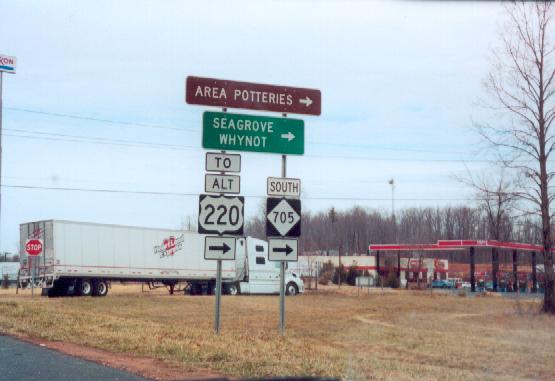 AREA POTTERIES
SEAGROVE
WHYNOT
TO
ALT
220
SOUTH
705
STOP